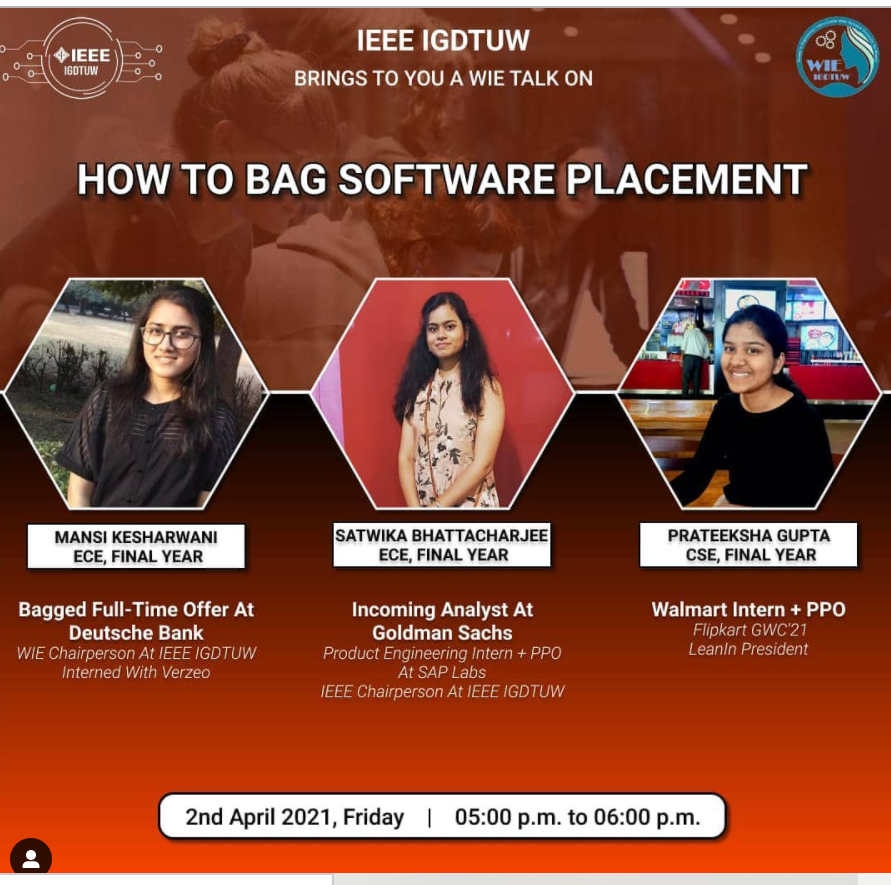 IEEE
IGDTUW
IEEE IGDTUW
WIE
IGDTUW
BRINGS TO YOU A WIE TALK ON
HOW TO BAG SOFTWARE PLACEMENT
MANSI KESHARWANI
ECE, FINAL YEAR
SATWIKA BHATTACHARJEE
ECE, FINAL YEAR
PRATEEKSHA GUPTA
CSE, FINAL YEAR
Bagged Full-Time Offer At
Deutsche Bank
WIE Chairperson At IEEE IGDTUW
Interned With Verzeo
Incoming Analyst At
Goldman Sachs
Product Engineering Intern + PPO
At SAP Labs
IEEE Chairperson At IEEE IGDTUW
Walmart Intern + PPO
Flipkart GWC'21
LeanIn President
2nd April 2021, Friday | 05:00 p.m. to 06:00 p.m.